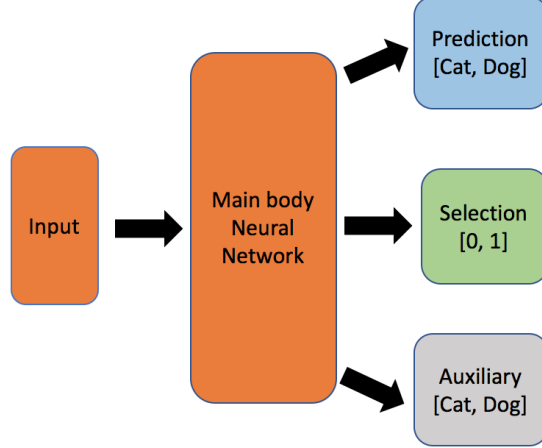 Input
Main body
Neural
Network
Prediction
[Cat, Dog]
Selection
[0, 1]
Auxiliary
[Cat, Dog]